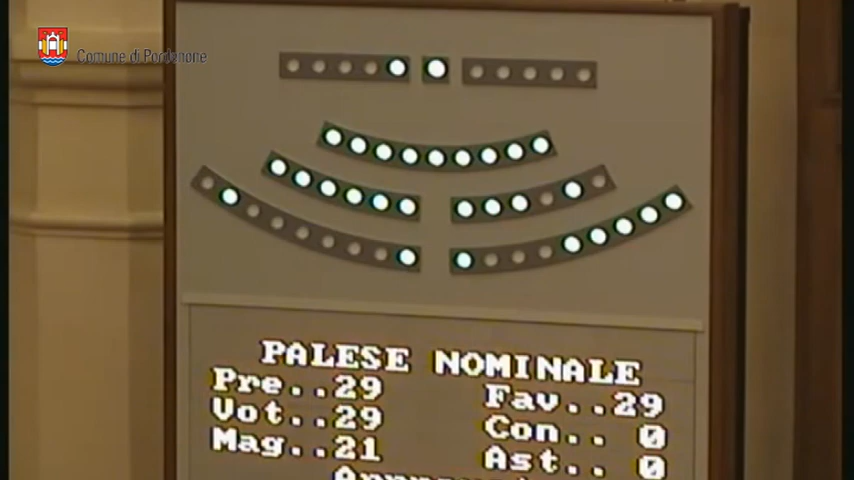 Comune di Pordenone
PALESE NOMINALE
Pre..29 Fav..29
Vot..29 Con.. 0
Mag..21 Ast.. 0